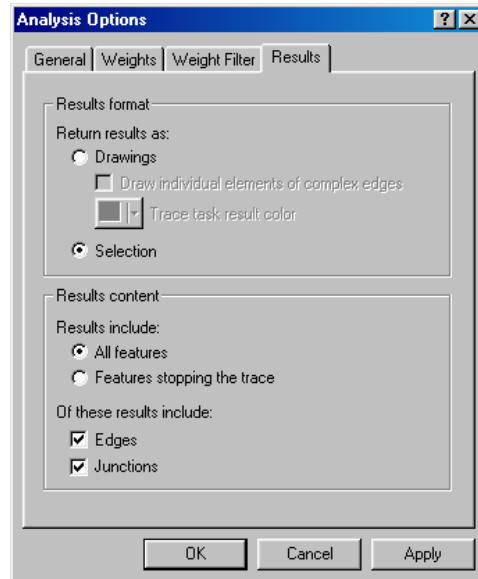 Analysis Options
General Weights Weight Filter Results
Results format
Return results as:
Drawings
Draw individual elements of complex edges
Trace task result color
Selection
Results content
Results include:
All features
Features stopping the trace
Of these results include:
Edges
Junctions
OK Cancel Apply